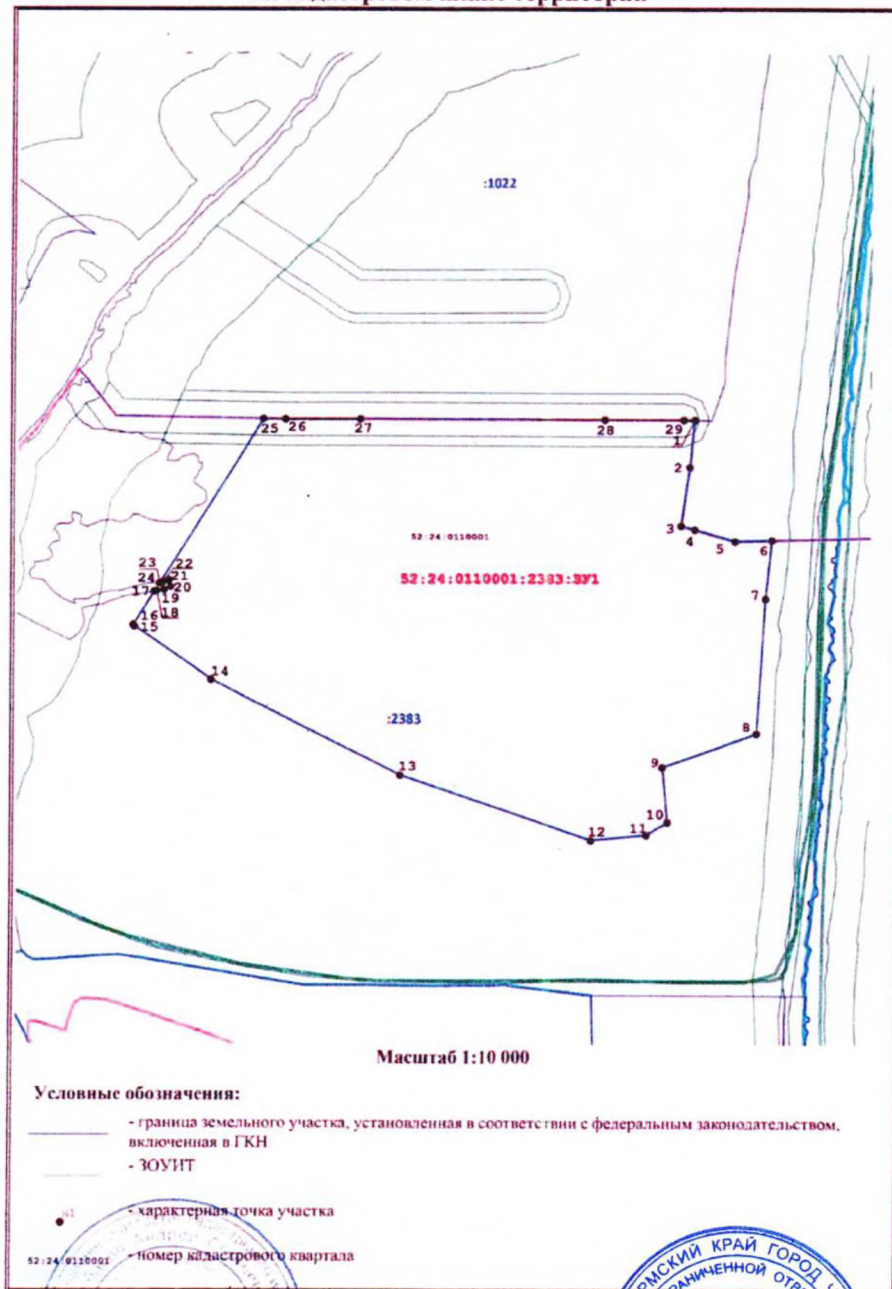 :1022
25 26 27 28 29
1
2
3
4
5 6
52:24:0110001
23 22
24 21
52:24:0110001:2383:ЗУ1
17 20
19
7
18
16
15
14
:2383
8
9
13
10
12 11
Масштаб 1:10 000
Условные обозначения:
- граница земельного участка, установленная в соответствии с федеральным законодательством,
включенная в ГКН
- ЗОУИТ
- характерная точка участка
52:24:0110001 - номер кадастрового квартала
КРАЙ ГОРОД